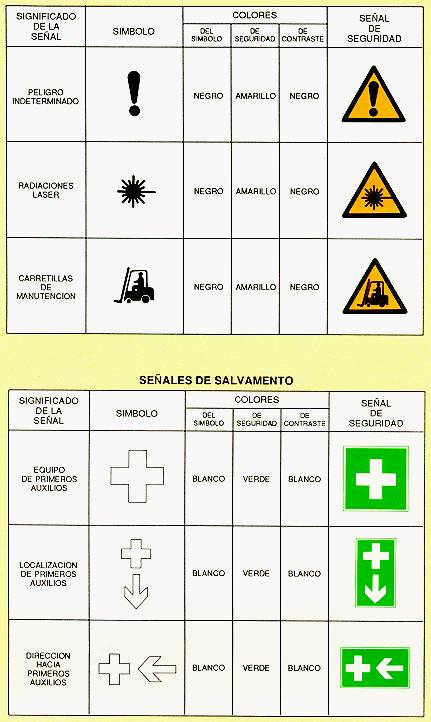 SIGNIFICADO
DE LA
SEÑAL
SIMBOLO
COLORES
DEL
SIMBOLO
DE
SEGURIDAD
DE
CONTRASTE
SEÑAL
DE
SEGURIDAD
PELIGRO
INDETERMINADO
NEGRO
AMARILLO
NEGRO
RADIACIONES
LASER
NEGRO
AMARILLO
NEGRO
CARRETILLAS
DE
MANUTENCION
NEGRO
AMARILLO
NEGRO
SEÑALES DE SALVAMENTO
SIGNIFICADO
DE LA
SEÑAL
SIMBOLO
COLORES
DEL
SIMBOLO
DE
SEGURIDAD
DE
CONTRASTE
SEÑAL
DE
SEGURIDAD
EQUIPO
DE PRIMEROS
AUXILIOS
BLANCO
VERDE
BLANCO
LOCALIZACION
DE PRIMEROS
AUXILIOS
BLANCO
VERDE
BLANCO
DIRECCION
HACIA
PRIMEROS
AUXILIOS
BLANCO
VERDE
BLANCO